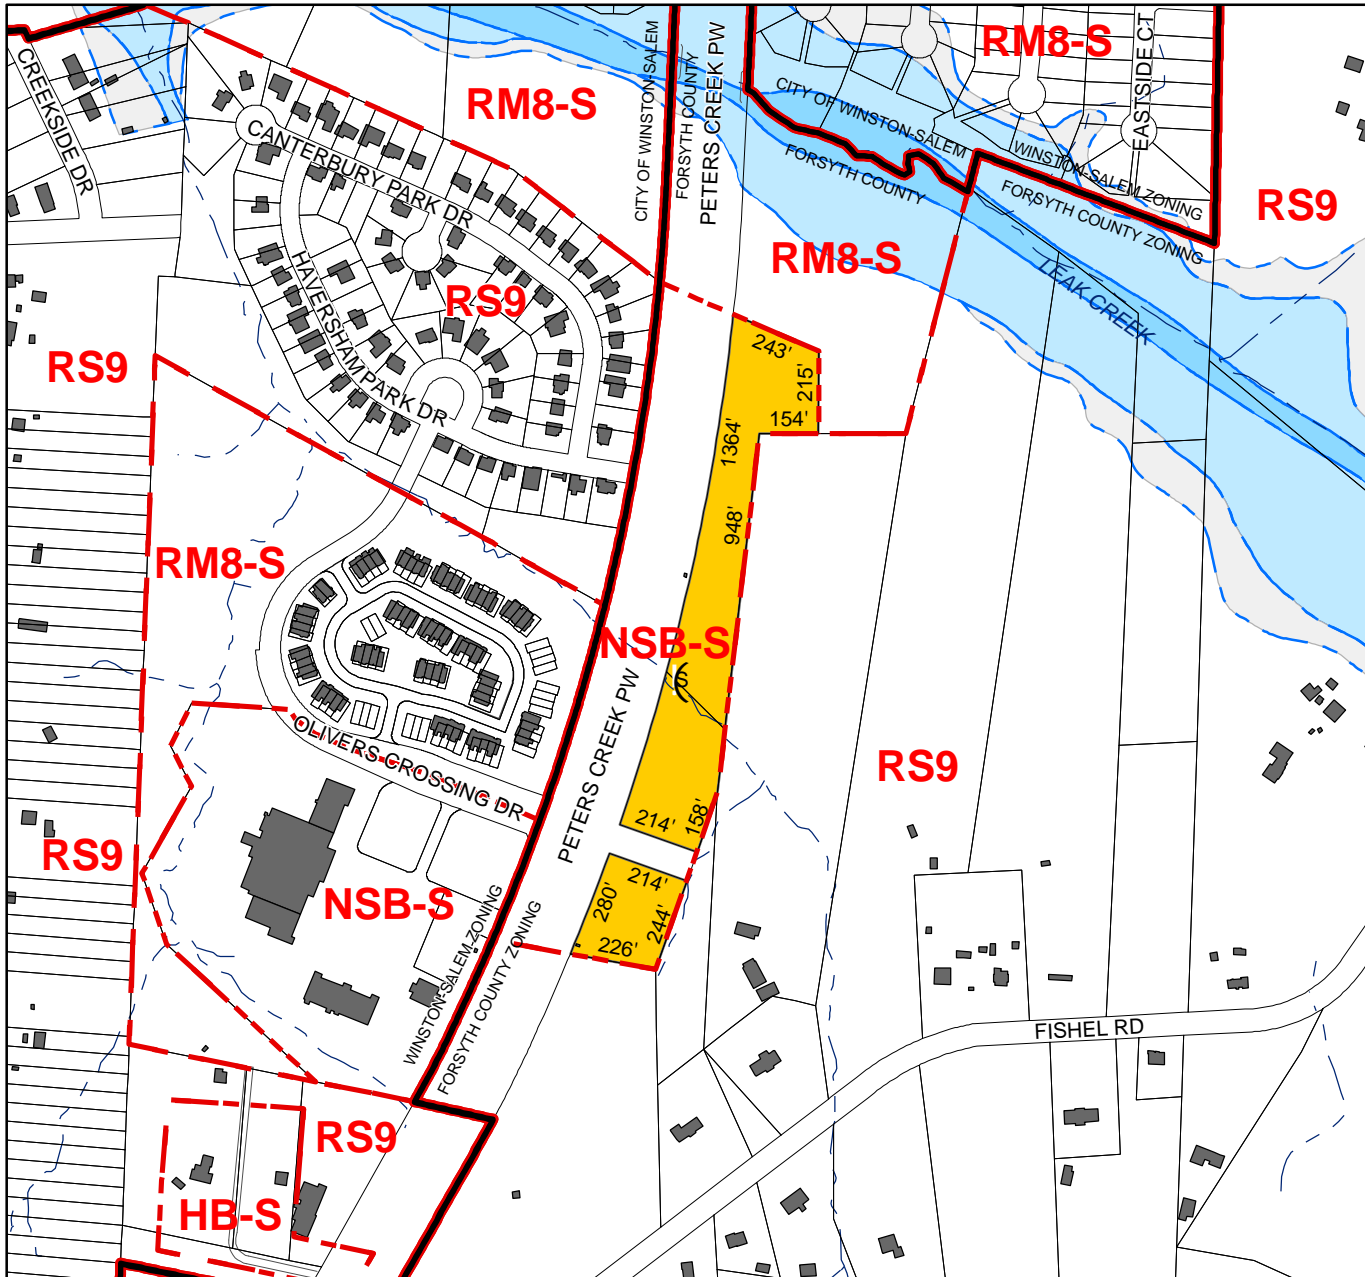 RM8-S
RM8-S
EASTSIDE CT
CREEKSIDE DR
CITY OF WINSTON-SALEM
FORSYTH COUNTY
PETERS CREEK PW
CITY OF WINSTON-SALEM
FORSYTH COUNTY
WINSTON-SALEM ZONING
FORSYTH COUNTY ZONING
RS9
CANTERBURY PARK DR
RM8-S
LEAK CREEK
HAVERSHAM PARK DR
RS9
RS9
243'
215'
154'
1364'
948'
RM8-S
NSB-S
S
PETERS CREEK PW
OLIVERS CROSSING DR
RS9
214'
158'
RS9
NSB-S
214'
280'
244'
226'
WINSTON-SALEM ZONING
FORSYTH COUNTY ZONING
FISHEL RD
RS9
HB-S